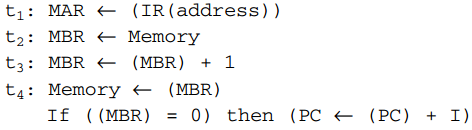 t₁: MAR ← (IR(address))
t₂: MBR ← Memory
t₃: MBR ← (MBR) + 1
t₄: Memory ← (MBR)
If ((MBR) = 0) then (PC ← (PC) + I)